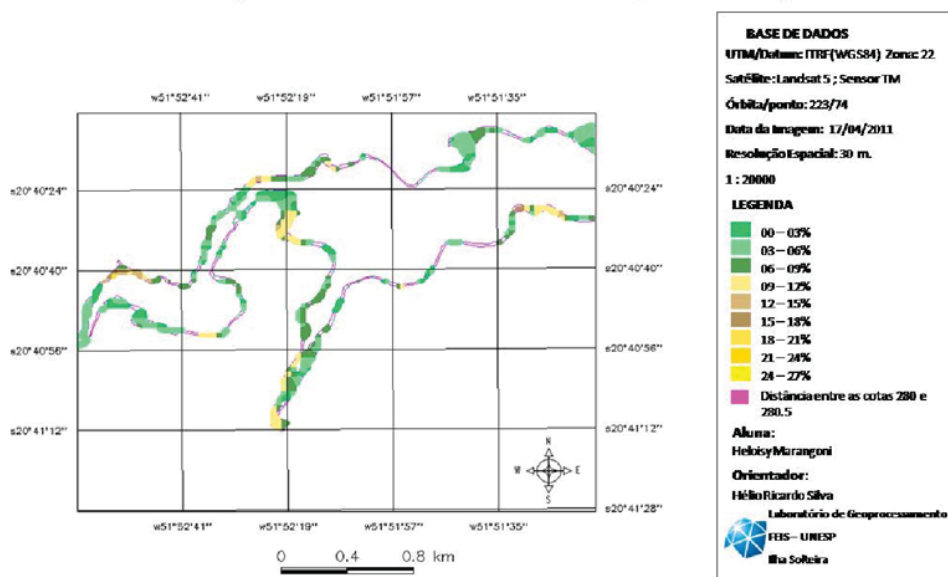 w51°52'41'' w51°52'19'' w51°51'57'' w51°51'35''
s20°40'24'' s20°40'24''
s20°40'40'' s20°40'40''
s20°40'56'' s20°40'56''
s20°41'12'' s20°41'12''
s20°41'28''
N
W E
S
w51°52'41'' w51°52'19'' w51°51'57'' w51°51'35''
0 0.4 0.8 km
BASE DE DADOS
UTM/Datum: ITRF(WGS84) Zona: 22
Satélite: Landsat 5 ; Sensor TM
Órbita/ponto: 223/74
Data da Imagem: 17/04/2011
Resolução Espacial: 30 m.
1 : 20000
LEGENDA
00 – 03%
03 – 06%
06 – 09%
09 – 12%
12 – 15%
15 – 18%
18 – 21%
21 – 24%
24 – 27%
Distância entre as cotas 280 e
280.5
Aluna:
Heloisy Marangoni
Orientador:
Hélio Ricardo Silva
Laboratório de Geoprocessamento
FEIS – UNESP
Ilha Solteira